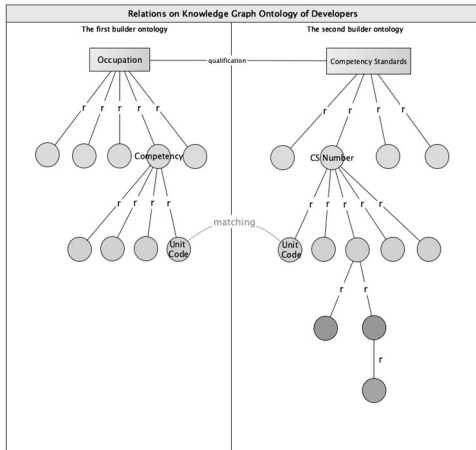 Relations on Knowledge Graph Ontology of Developers
The first builder ontology
The second builder ontology
Occupation
qualification
Competency Standards
r r r r
r r r
Competency
CS Number
r r r r
r r r r r
matching
Unit
Code
Unit
Code
r r
r